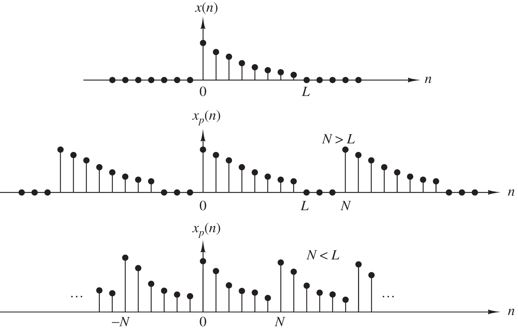 x(n)
n
0 L
x_p(n)
N > L
n
0 L N
x_p(n)
N < L
... ...
n
–N 0 N